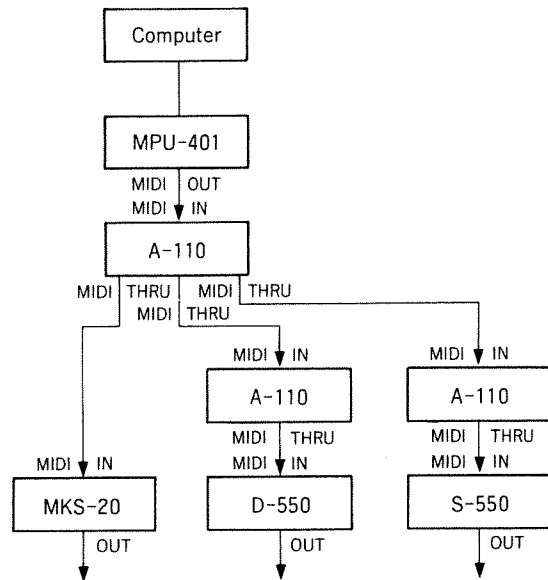 Computer
MPU-401
MIDI OUT
MIDI IN
A-110
MIDI THRU MIDI THRU
MIDI THRU
MIDI IN MIDI IN
A-110 A-110
MIDI THRU MIDI THRU
MIDI IN MIDI IN MIDI IN
MKS-20 D-550 S-550
OUT OUT OUT